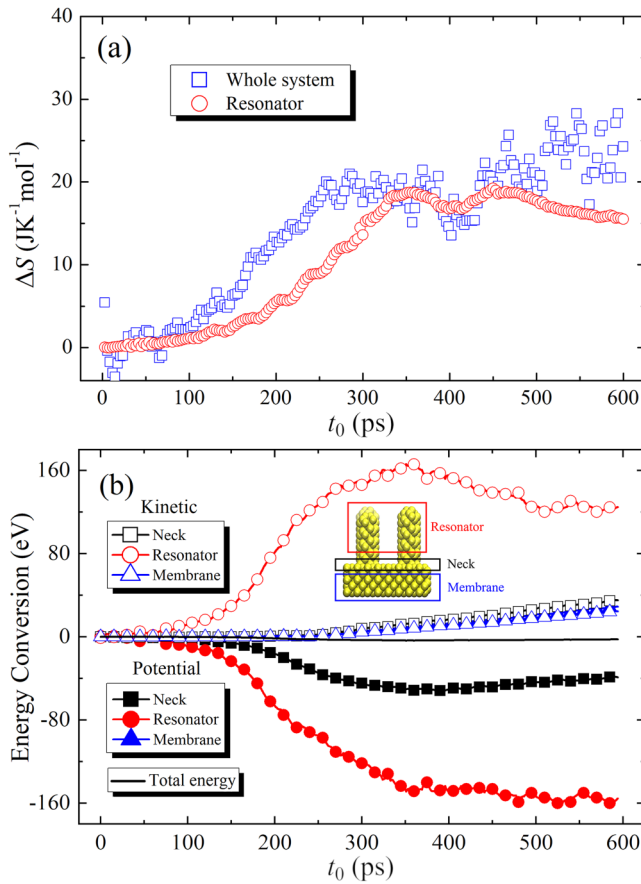 (a)
Whole system
Resonator
ΔS (JK⁻¹mol⁻¹)
40
30
20
10
0
0 100 200 300 400 500 600
t₀ (ps)
(b)
Kinetic
Neck
Resonator
Membrane
Resonator
Neck
Membrane
Potential
Neck
Resonator
Membrane
Total energy
Energy Conversion (eV)
160
80
0
-80
-160
0 100 200 300 400 500 600
t₀ (ps)